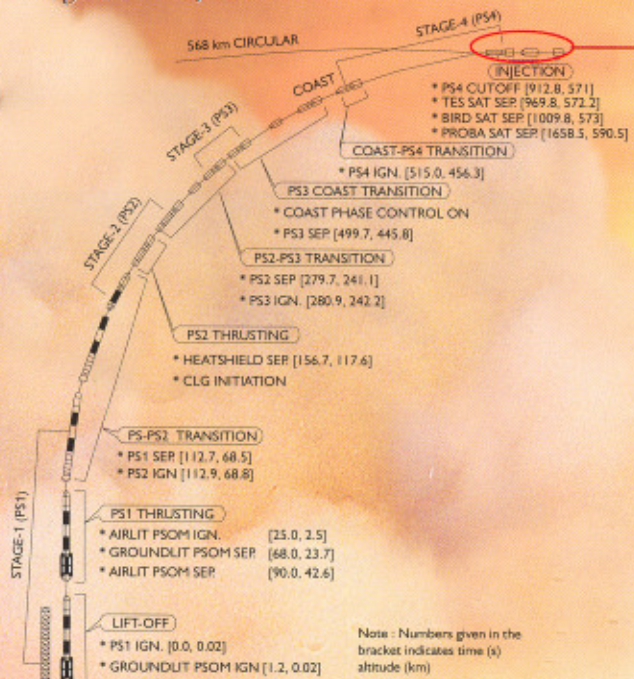 STAGE-4 (PS4)
568 km CIRCULAR
INJECTION
* PS4 CUTOFF [912.8, 571]
* TES SAT SEP. [969.8, 572.2]
* BIRD SAT SEP. [1009.8, 573]
* PROBA SAT SEP. [1658.5, 590.5]
COAST
COAST-PS4 TRANSITION
* PS4 IGN. [515.0, 456.3]
STAGE-3 (PS3)
PS3 COAST TRANSITION
* COAST PHASE CONTROL ON
* PS3 SEP. [499.7, 445.8]
STAGE-2 (PS2)
PS2-PS3 TRANSITION
* PS2 SEP [279.7, 241.1]
* PS3 IGN. [280.9, 242.2]
PS2 THRUSTING
* HEATSHIELD SEP. [156.7, 117.6]
* CLG INITIATION
PS-PS2 TRANSITION
* PS1 SEP. [112.7, 68.5]
* PS2 IGN [112.9, 68.8]
STAGE-1 (PS1)
PS1 THRUSTING
* AIRLIT PSOM IGN. [25.0, 2.5]
* GROUNDLIT PSOM SEP. [68.0, 23.7]
* AIRLIT PSOM SEP. [90.0, 42.6]
LIFT-OFF
* PS1 IGN. [0.0, 0.02]
* GROUNDLIT PSOM IGN [1.2, 0.02]
Note : Numbers given in the
bracket indicates time (s)
altitude (km)